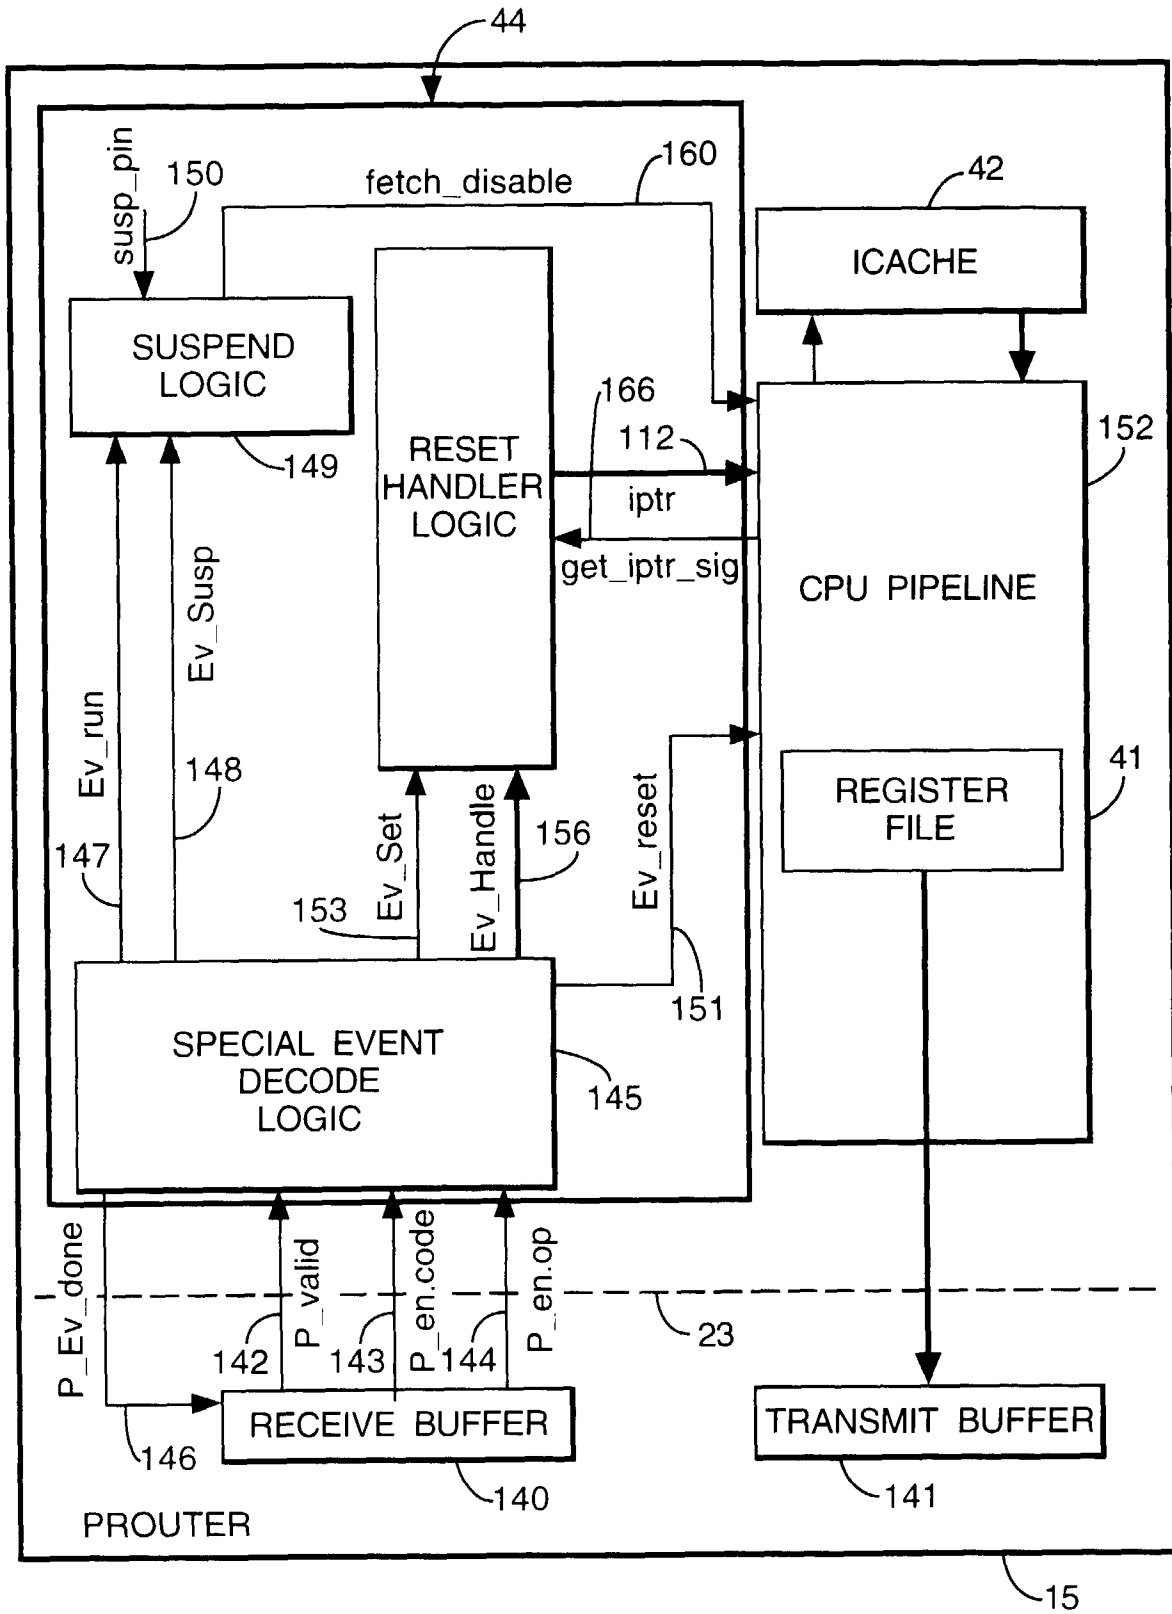 44
susp_pin
150
fetch_disable
160
42
ICACHE
SUSPEND
LOGIC
149
166
112
iptr
get_iptr_sig
RESET
HANDLER
LOGIC
152
CPU PIPELINE
Ev_run
Ev_Susp
148
147
REGISTER
FILE
41
Ev_Set
153
Ev_Handle
156
Ev_reset
151
SPECIAL EVENT
DECODE
LOGIC
145
P_Ev_done
146
P_valid
142
P_en.code
143
P_en.op
144
23
RECEIVE BUFFER
140
TRANSMIT BUFFER
141
PROUTER
15